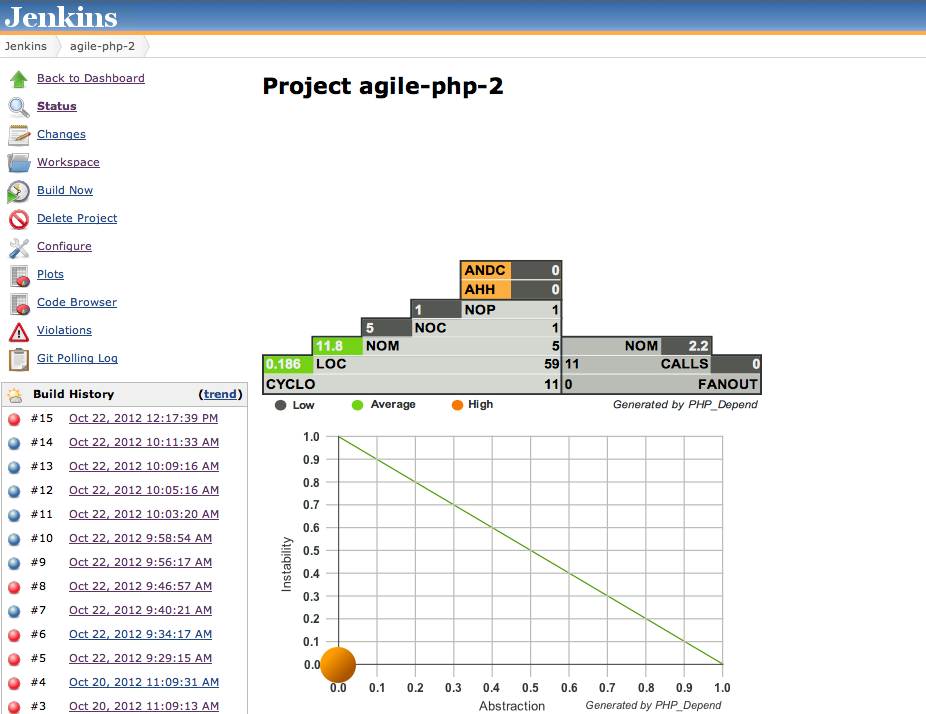 Jenkins
Jenkins agile-php-2
Back to Dashboard
Status
Changes
Workspace
Build Now
Delete Project
Configure
Plots
Code Browser
Violations
Git Polling Log
Build History (trend)
#15 Oct 22, 2012 12:17:39 PM
#14 Oct 22, 2012 10:11:33 AM
#13 Oct 22, 2012 10:09:16 AM
#12 Oct 22, 2012 10:05:16 AM
#11 Oct 22, 2012 10:03:20 AM
#10 Oct 22, 2012 9:58:54 AM
#9 Oct 22, 2012 9:56:17 AM
#8 Oct 22, 2012 9:46:57 AM
#7 Oct 22, 2012 9:40:21 AM
#6 Oct 22, 2012 9:34:17 AM
#5 Oct 22, 2012 9:29:15 AM
#4 Oct 20, 2012 11:09:31 AM
#3 Oct 20, 2012 11:09:13 AM
Project agile-php-2
ANDC 0
AHH 0
1 NOP 1
5 NOC 1
11.8 NOM 5 NOM 2.2
0.186 LOC 59 11 CALLS 0
CYCLO 11 0 FANOUT
Low Average High Generated by PHP_Depend
1.0
0.9
0.8
0.7
0.6
0.5
0.4
0.3
0.2
0.1
0.0
Instability
0.0 0.1 0.2 0.3 0.4 0.5 0.6 0.7 0.8 0.9 1.0
Abstraction Generated by PHP_Depend